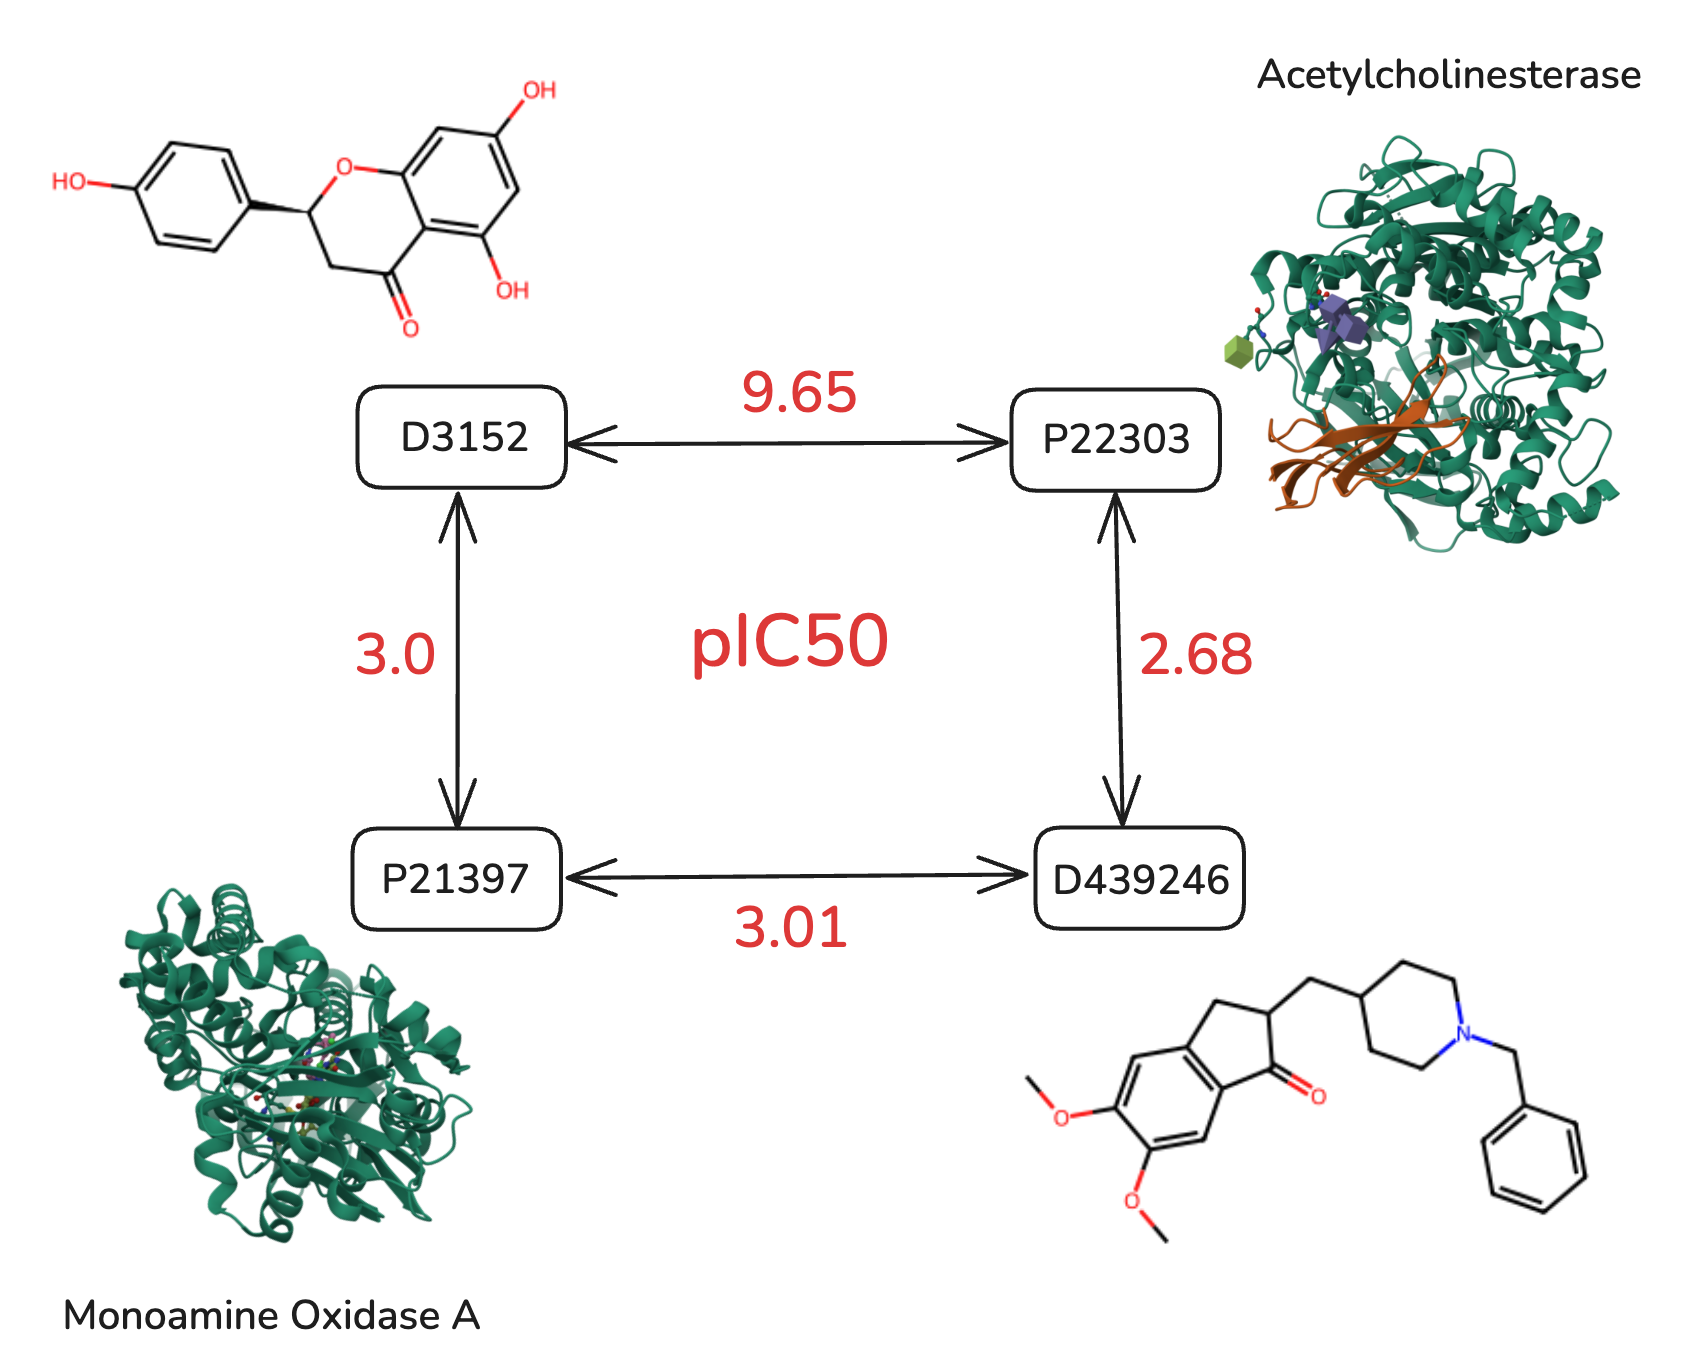 Acetylcholinesterase
OH
HO
O
OH
O
9.65
D3152
P22303
3.0
pIC50
2.68
P21397
D439246
3.01
N
O
O
O
Monoamine Oxidase A